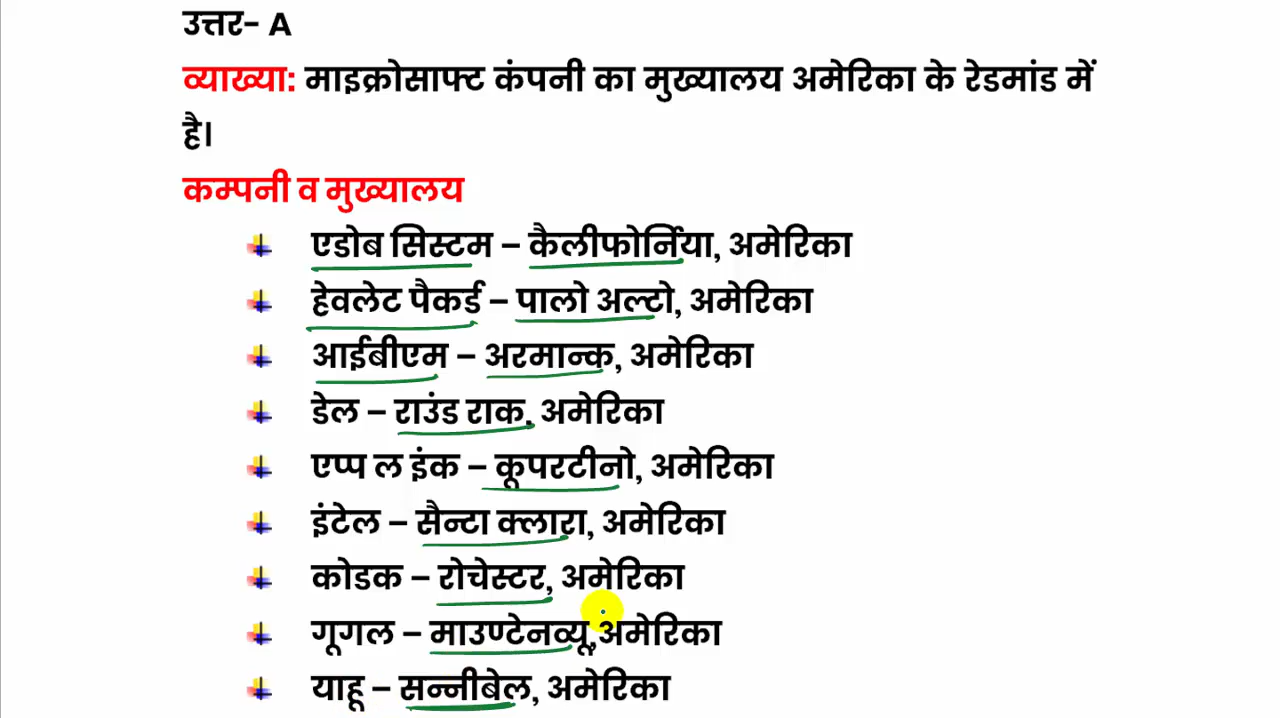 उत्तर- A
व्याख्या: माइक्रोसाफ्ट कंपनी का मुख्यालय अमेरिका के रेडमांड में
है।
कम्पनी व मुख्यालय
एडोब सिस्टम – कैलीफोर्निया, अमेरिका
हेवलेट पैकर्ड – पालो अल्टो, अमेरिका
आईबीएम – अरमान्क, अमेरिका
डेल – राउंड राक, अमेरिका
एप्प ल इंक – कूपरटीनो, अमेरिका
इंटेल – सैन्टा क्लारा, अमेरिका
कोडक – रोचेस्टर, अमेरिका
गूगल – माउण्टेनव्यू,अमेरिका
याहू – सन्नीबेल, अमेरिका